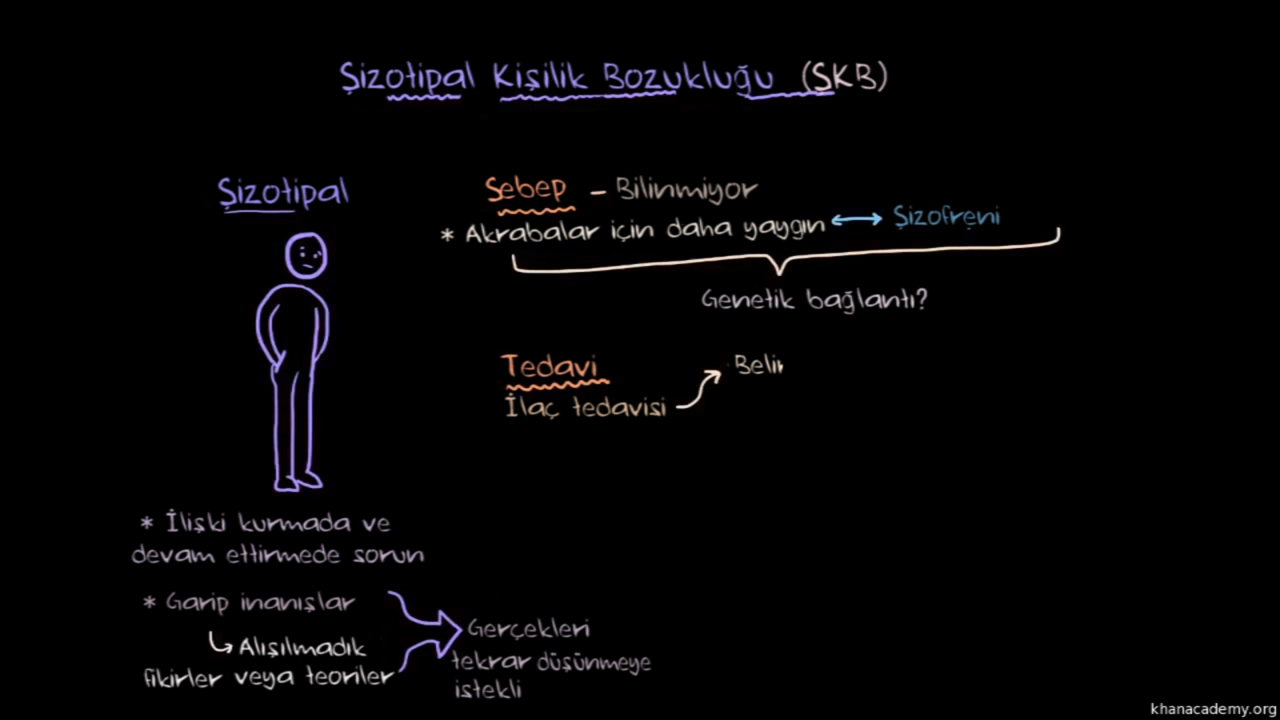 Şizotipal Kişilik Bozukluğu (ŞKB)
Şizotipal
Sebep - Bilinmiyor
* Akrabalar için daha yaygın ↔ Şizofreni
Genetik bağlantı?
Tedavi
İlaç tedavisi
Belir
* İlişki kurmada ve
devam ettirmede sorun
* Garip inanışlar
Alışılmadık
fikirler veya teoriler
Gerçekleri
tekrar düşünmeye
istekli
khanacademy.org